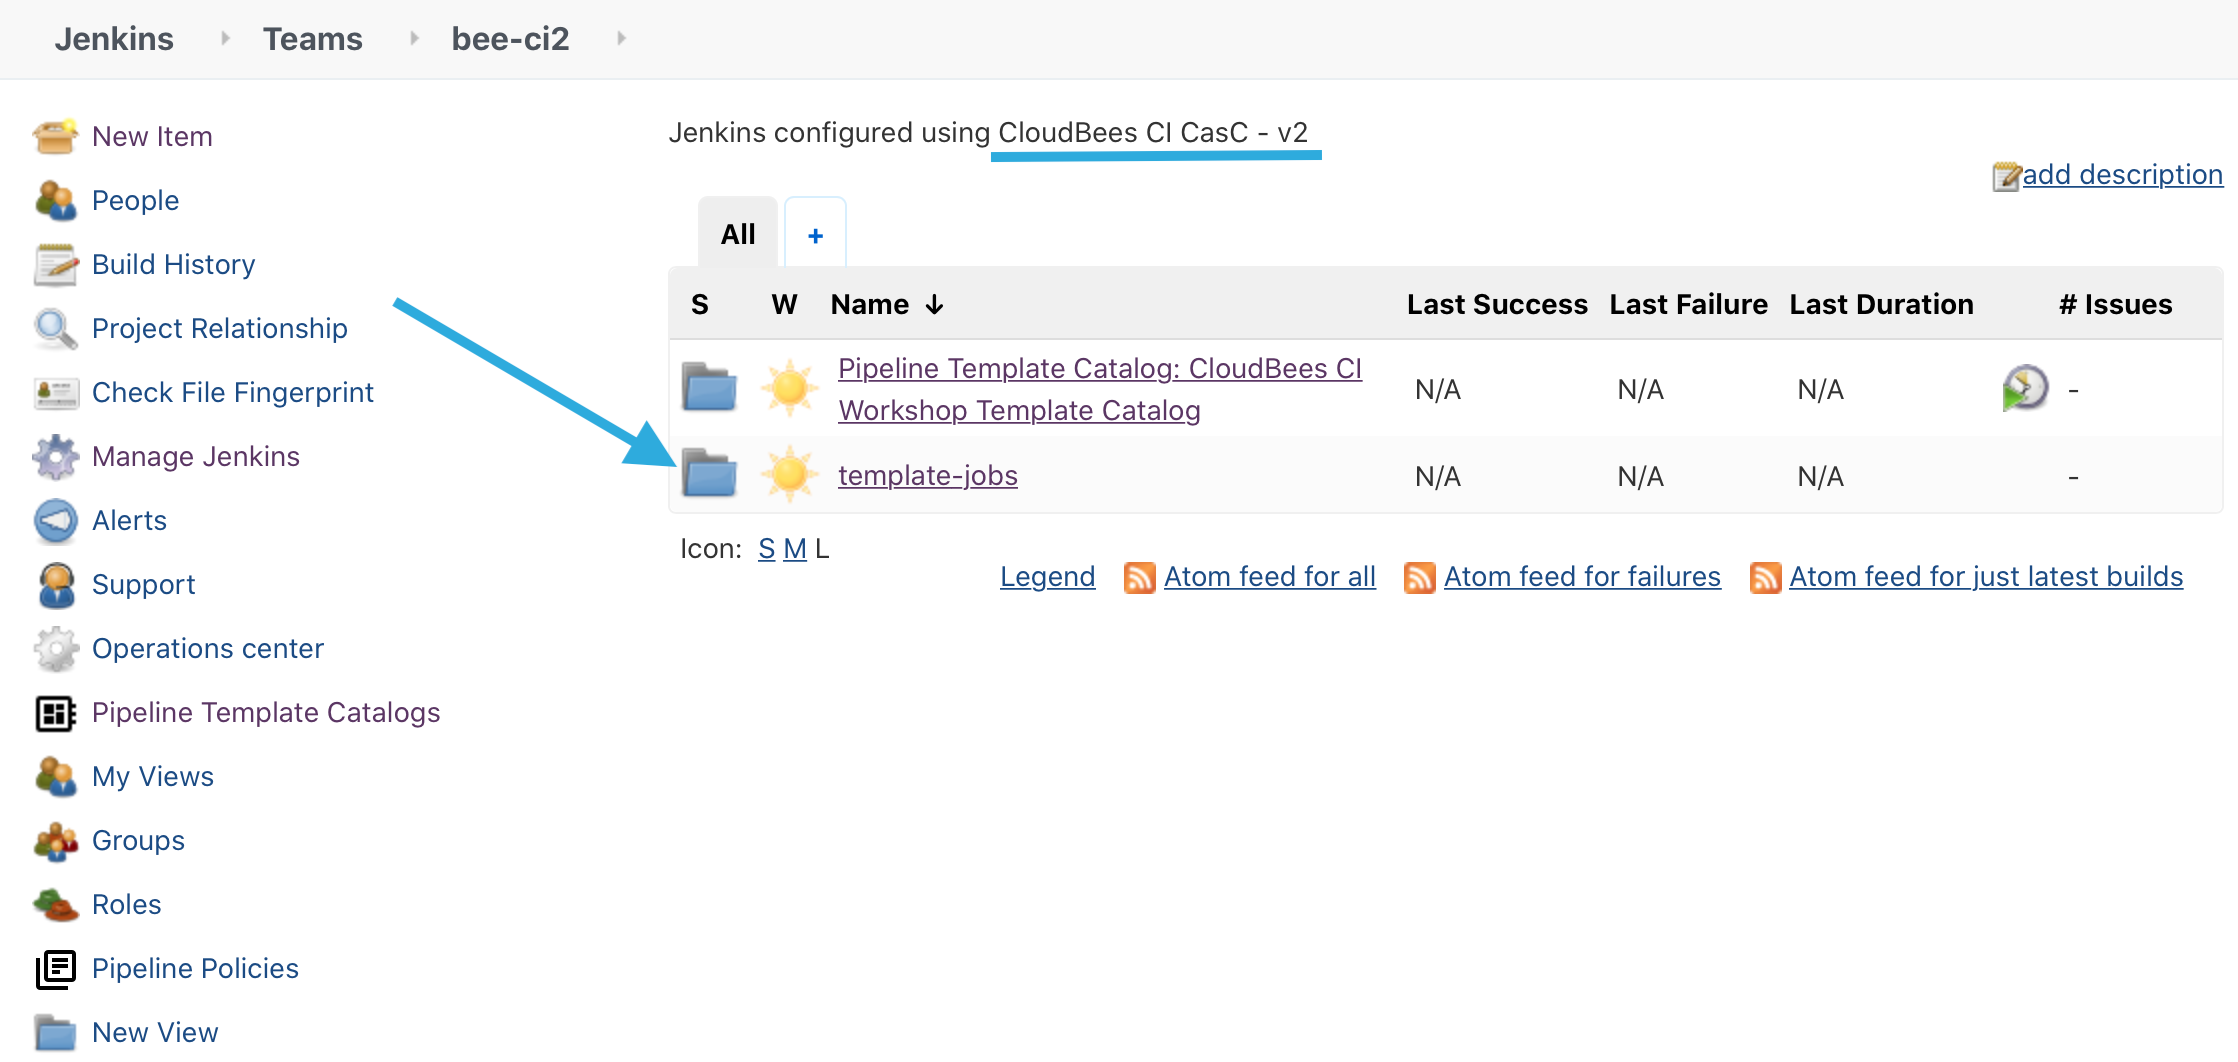 Jenkins Teams bee-ci2
New Item
People
Build History
Project Relationship
Check File Fingerprint
Manage Jenkins
Alerts
Support
Operations center
Pipeline Template Catalogs
My Views
Groups
Roles
Pipeline Policies
New View
Jenkins configured using CloudBees CI CasC - v2
add description
All +
S W Name ↓ Last Success Last Failure Last Duration # Issues
Pipeline Template Catalog: CloudBees CI
Workshop Template Catalog N/A N/A N/A -
template-jobs N/A N/A N/A -
Icon: S M L
Legend Atom feed for all Atom feed for failures Atom feed for just latest builds